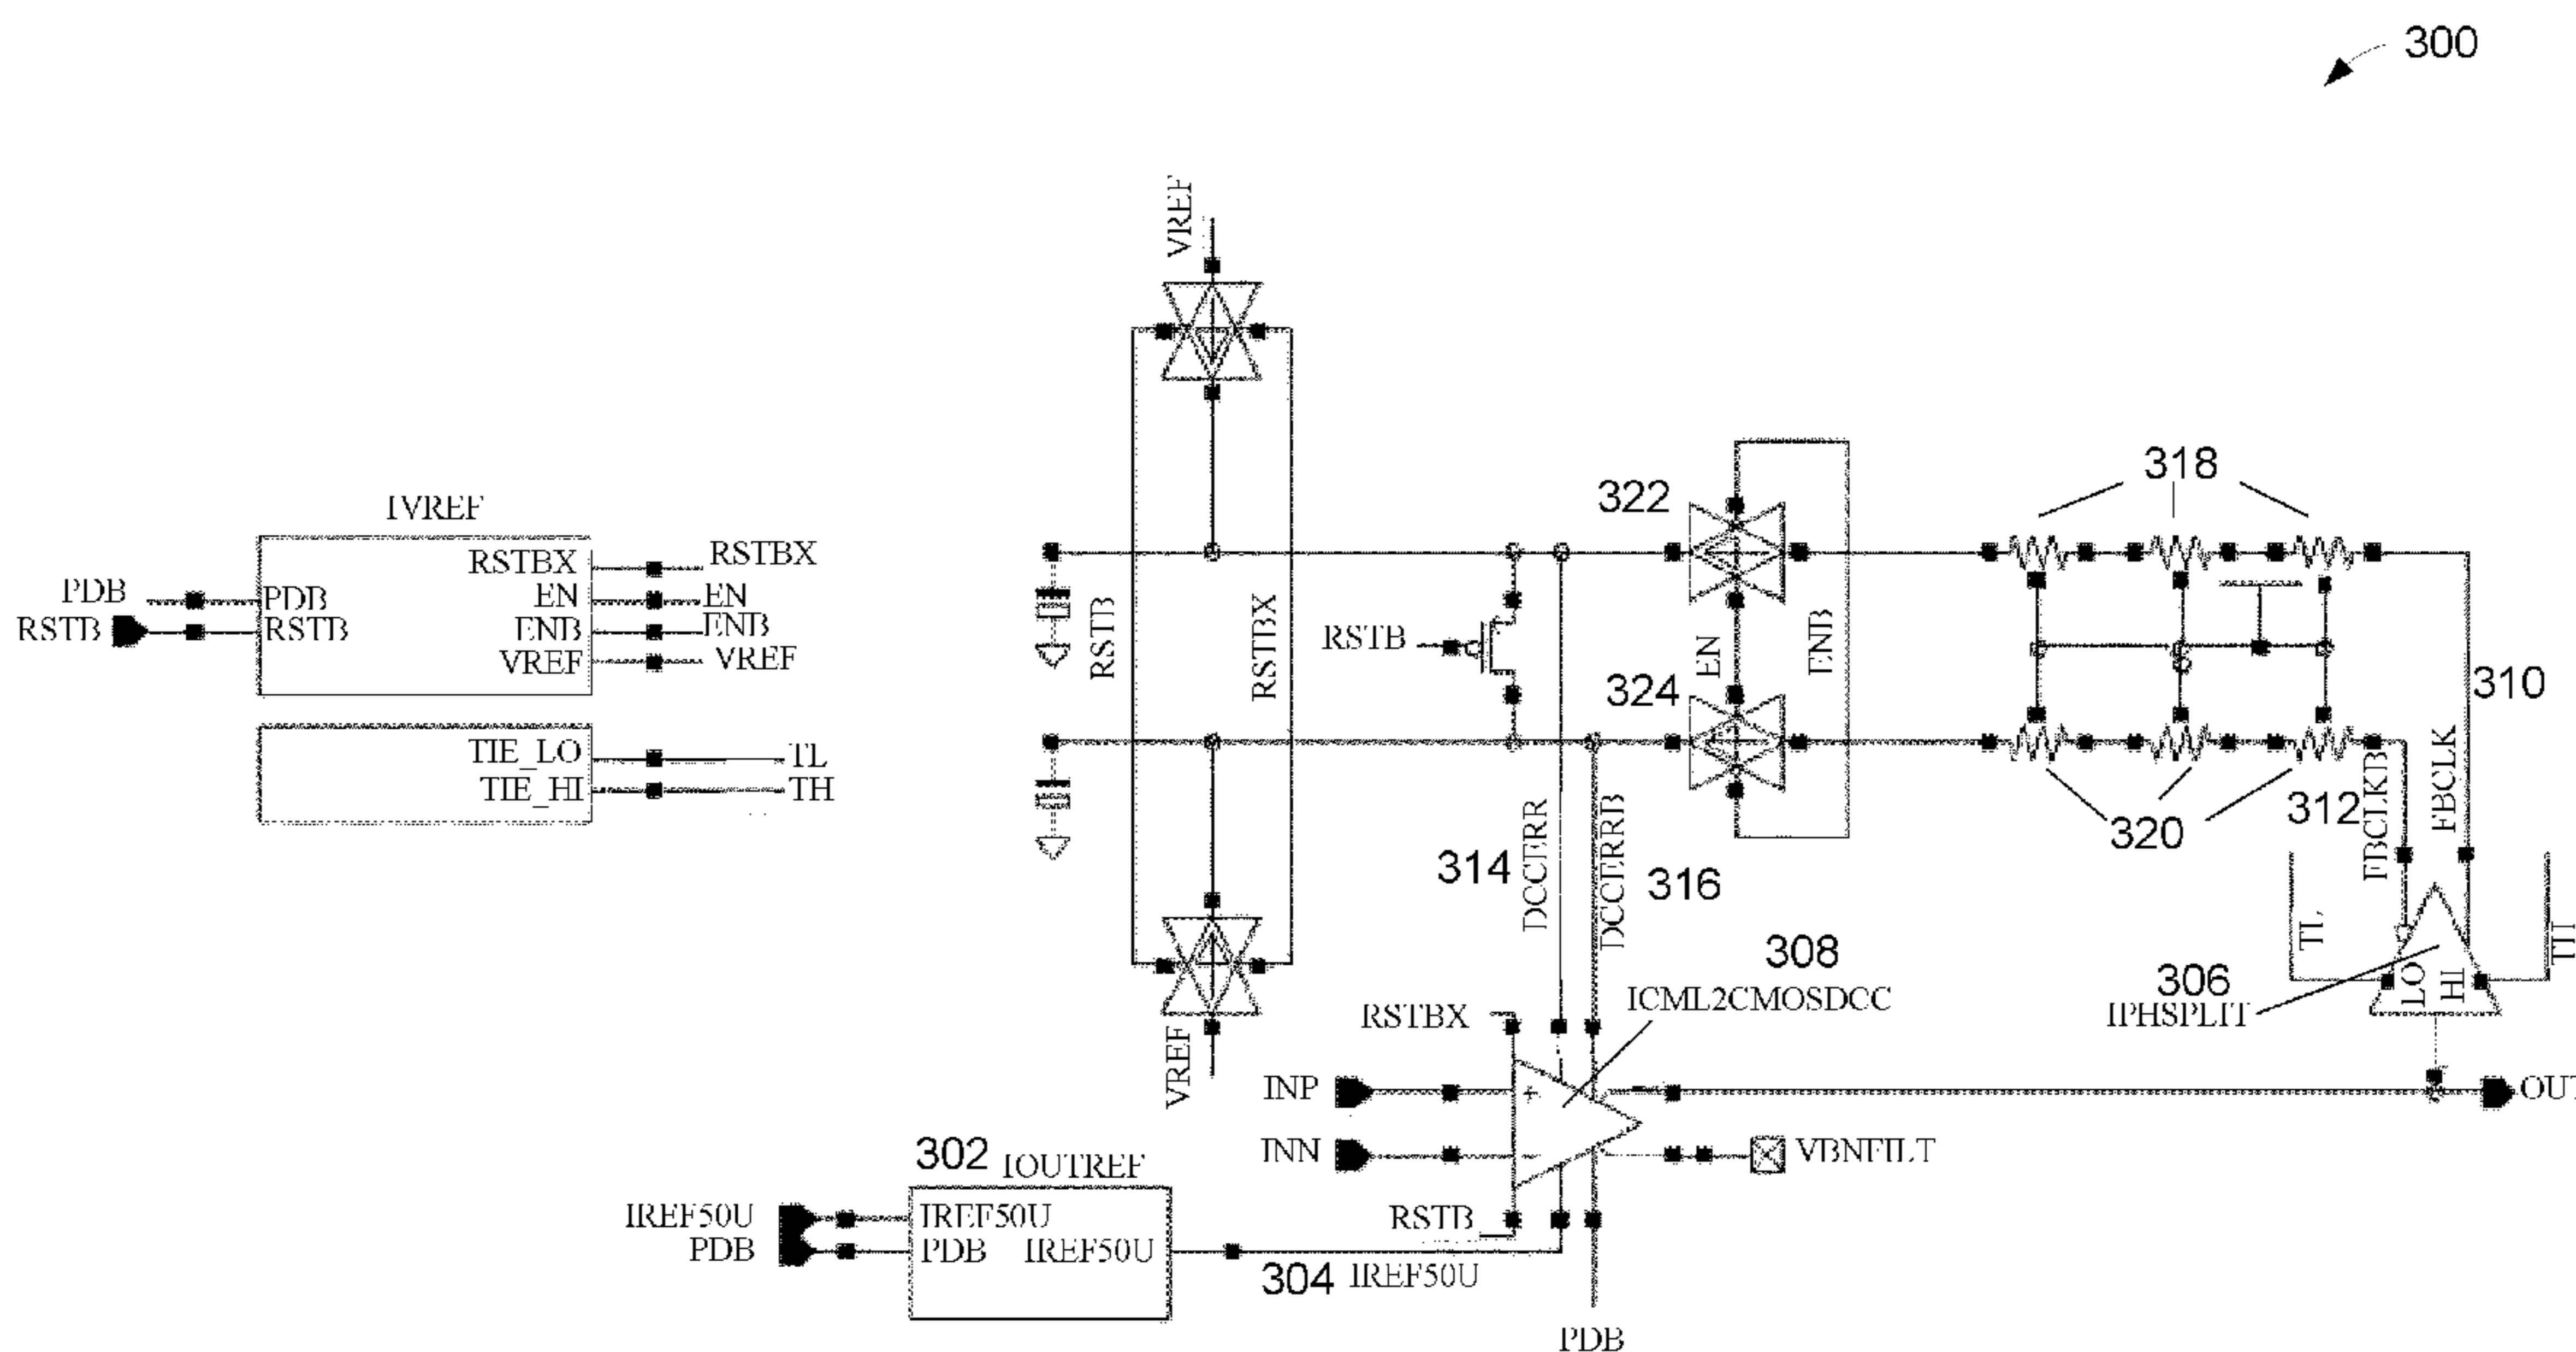 300
VREF
318
322
IVREF
RSTBX
RSTBX
PDB
PDB
EN
EN
RSTB
RSTB
ENB
ENB
VREF
VREF
RSTB
RSTBX
RSTB
EN
ENB
324
310
TIE_LO
TL
TIE_HI
TH
320
312
FBCLKB
FBCLK
314
DCCERR
DCCERRB
316
TL
308
306
LO
HI
ICML2CMOSDCC
IPHSPLIT
RSTBX
VREF
INP
+
OUT
INN
VBNFILT
302
IOUTREF
IREF50U
IREF50U
RSTB
PDB
PDB
IREF50U
304
IREF50U
PDB